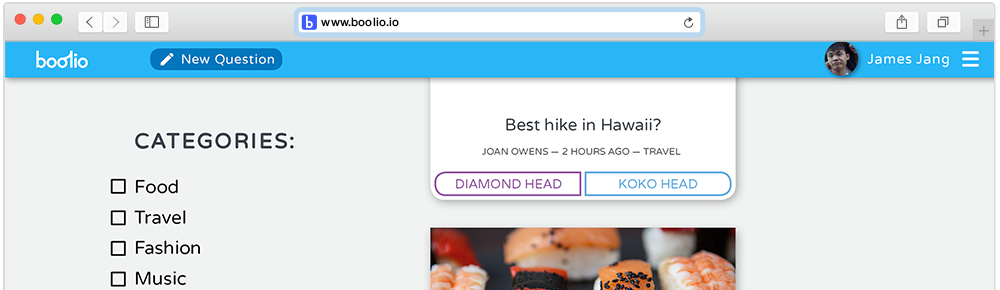 b www.boolio.io
boolio
New Question
James Jang
CATEGORIES:
Food
Travel
Fashion
Music
Best hike in Hawaii?
JOAN OWENS — 2 HOURS AGO — TRAVEL
DIAMOND HEAD
KOKO HEAD